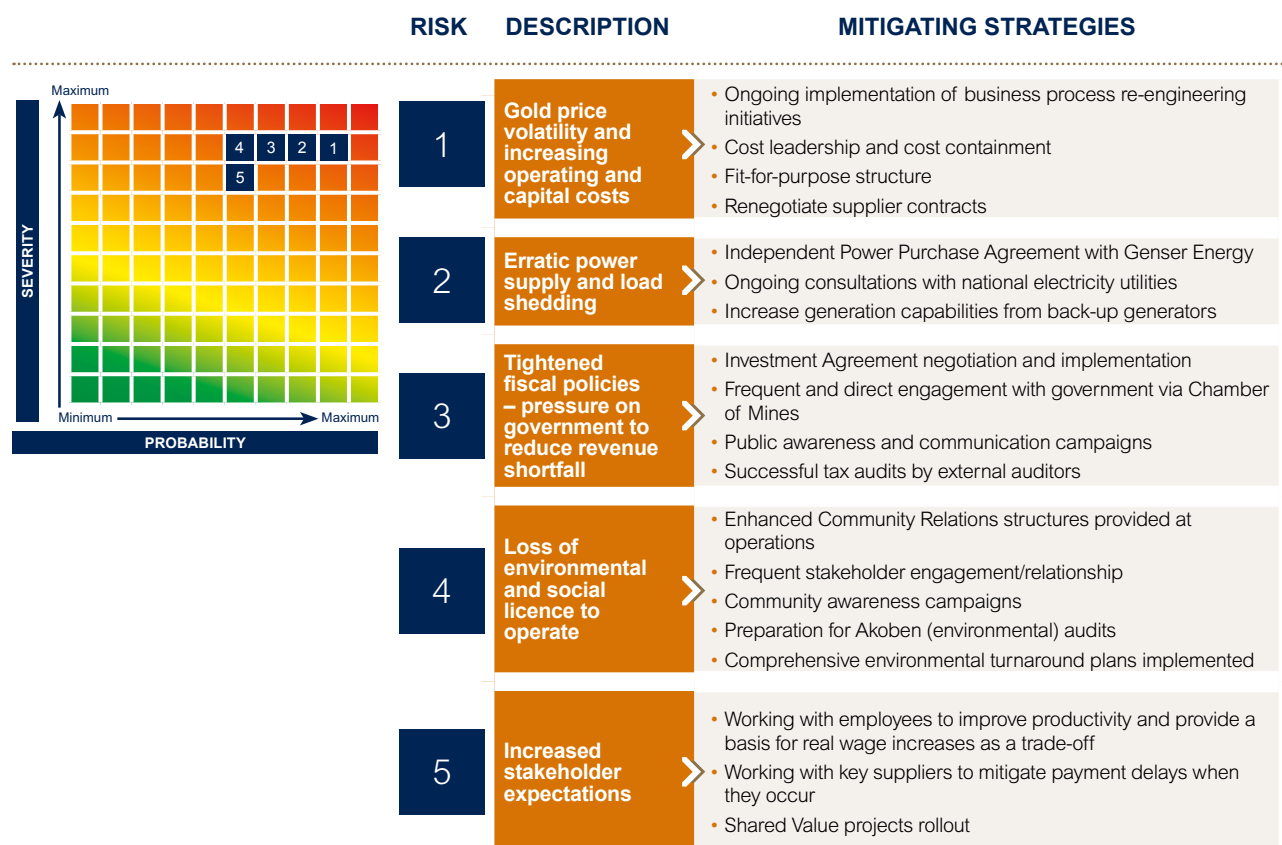 RISK DESCRIPTION MITIGATING STRATEGIES
Maximum
4 3 2 1
5
SEVERITY
Minimum Maximum
PROBABILITY
1
Gold price
volatility and
increasing
operating and
capital costs
• Ongoing implementation of business process re-engineering
initiatives
• Cost leadership and cost containment
• Fit-for-purpose structure
• Renegotiate supplier contracts
2
Erratic power
supply and load
shedding
• Independent Power Purchase Agreement with Genser Energy
• Ongoing consultations with national electricity utilities
• Increase generation capabilities from back-up generators
3
Tightened
fiscal policies
– pressure on
government to
reduce revenue
shortfall
• Investment Agreement negotiation and implementation
• Frequent and direct engagement with government via Chamber
of Mines
• Public awareness and communication campaigns
• Successful tax audits by external auditors
4
Loss of
environmental
and social
licence to
operate
• Enhanced Community Relations structures provided at
operations
• Frequent stakeholder engagement/relationship
• Community awareness campaigns
• Preparation for Akoben (environmental) audits
• Comprehensive environmental turnaround plans implemented
5
Increased
stakeholder
expectations
• Working with employees to improve productivity and provide a
basis for real wage increases as a trade-off
• Working with key suppliers to mitigate payment delays when
they occur
• Shared Value projects rollout